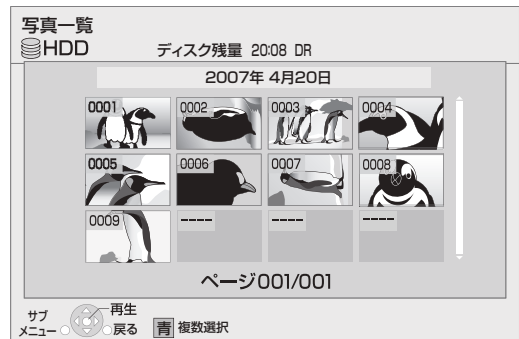 写真一覧
HDD ディスク残量 20:08 DR
2007年 4月20日
0001 0002 0003 0004
0005 0006 0007 0008
0009 ---- ---- ----
ページ001/001
サブメニュー 再生 戻る 青 複数選択